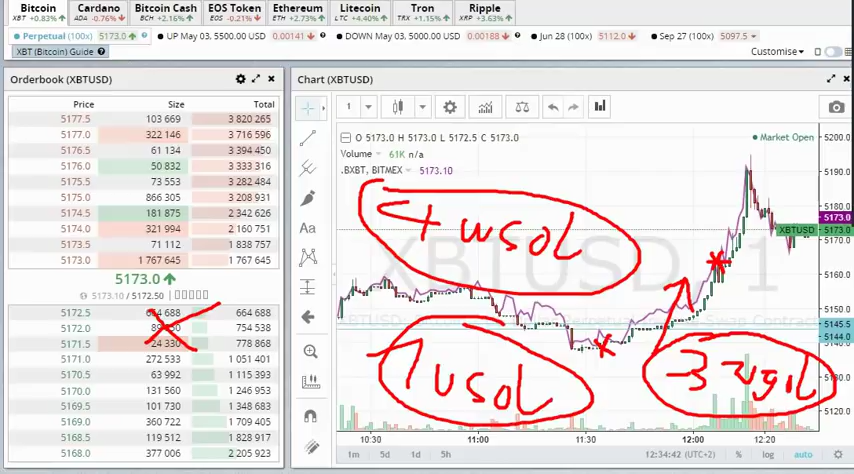 Bitcoin Cardano Bitcoin Cash EOS Token Ethereum Litecoin Tron Ripple
XBT +0.83% ADA -0.76% BCH +2.16% EOS -0.21% ETH +2.73% LTC +4.40% TRX +1.15% XRP +3.63%
Perpetual (100x) 5173.0 UP May 03, 5500.00 USD 0.00141 DOWN May 03, 5000.00 USD 0.00188 Jun 28 (100x) 5112.0 Sep 27 (100x) 5097.5
XBT (Bitcoin) Guide Customise
Orderbook (XBTUSD) Chart (XBTUSD)
Price Size Total
5177.5 103 669 3 820 265
5177.0 322 146 3 716 596
5176.5 61 134 3 394 450
5176.0 50 832 3 333 316
5175.5 73 553 3 282 484
5175.0 866 305 3 208 931
5174.5 181 875 2 342 626
5174.0 321 994 2 160 751
5173.5 71 112 1 838 757
5173.0 1 767 645 1 767 645
5173.0
5173.10 / 5172.50
5172.5 664 688 664 688
5172.0 754 538
5171.5 24 330 778 868
5171.0 272 533 1 051 401
5170.5 63 992 1 115 393
5170.0 131 560 1 246 953
5169.5 101 730 1 348 683
5169.0 360 722 1 709 405
5168.5 119 512 1 828 917
5168.0 377 006 2 205 923
1
O 5173.0 H 5173.0 L 5172.5 C 5173.0
Market Open
Volume 61K n/a
.BXBT, BITMEX 5173.10
Aa
XBTUSD, 1
5200.0
5190.0
5180.0
5173.0
XBTUSD 5173.0
5170.0
5160.0
5150.0
5145.5
5144.0
5130.0
5120.0
10:30 11:00 11:30 12:00 12:20
1m 5d 1d 5m 1h 12:34:42 (UTC+2) % log auto